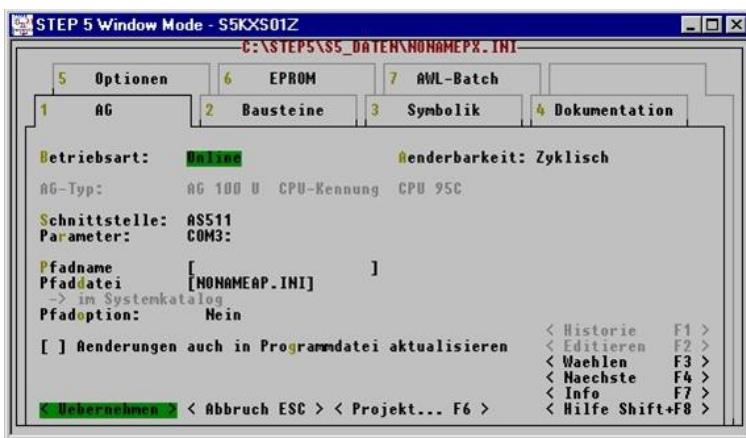 STEP 5 Window Mode - S5KXS01Z
C:\STEP5\S5_DATEN\NONAMEPX.INI
5 Optionen 6 EPROM 7 AWL-Batch
1 AG 2 Bausteine 3 Symbolik 4 Dokumentation
Betriebsart: Online Aenderbarkeit: Zyklisch
AG-Typ: AG 100 U CPU-Kennung CPU 95C
Schnittstelle: AS511
Parameter: COM3:
Pfadname [ ]
Pfaddatei [NONAMEAP.INI]
-> im Systemkatalog
Pfadoption: Nein
< Historie F1 >
[ ] Aenderungen auch in Programmdatei aktualisieren < Editieren F2 >
< Waehlen F3 >
< Naechste F4 >
< Info F7 >
< Uebernehmen > < Abbruch ESC > < Projekt... F6 > < Hilfe Shift+F8 >